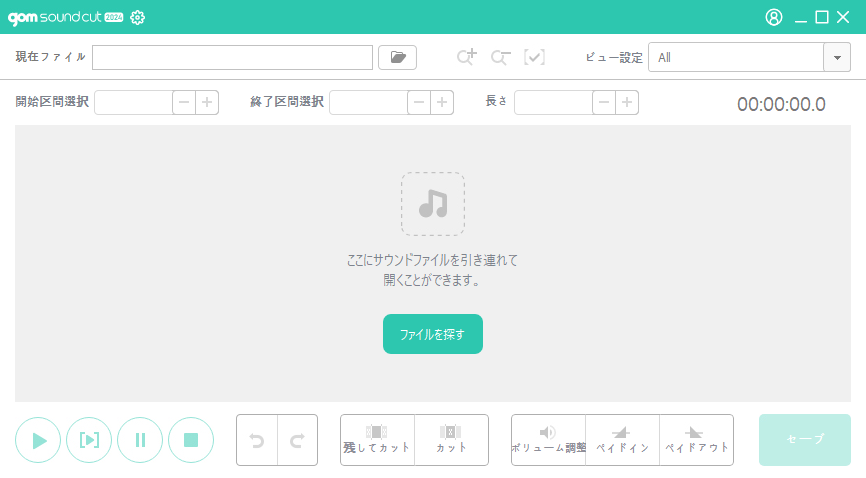 gom soundcut 2024
現在ファイル
ビュー設定 All
開始区間選択
終了区間選択
長さ
00:00:00.0
ここにサウンドファイルを引き連れて
開くことができます。
ファイルを探す
残してカット
カット
ボリューム調整
ペイドイン
ペイドアウト
セーブ